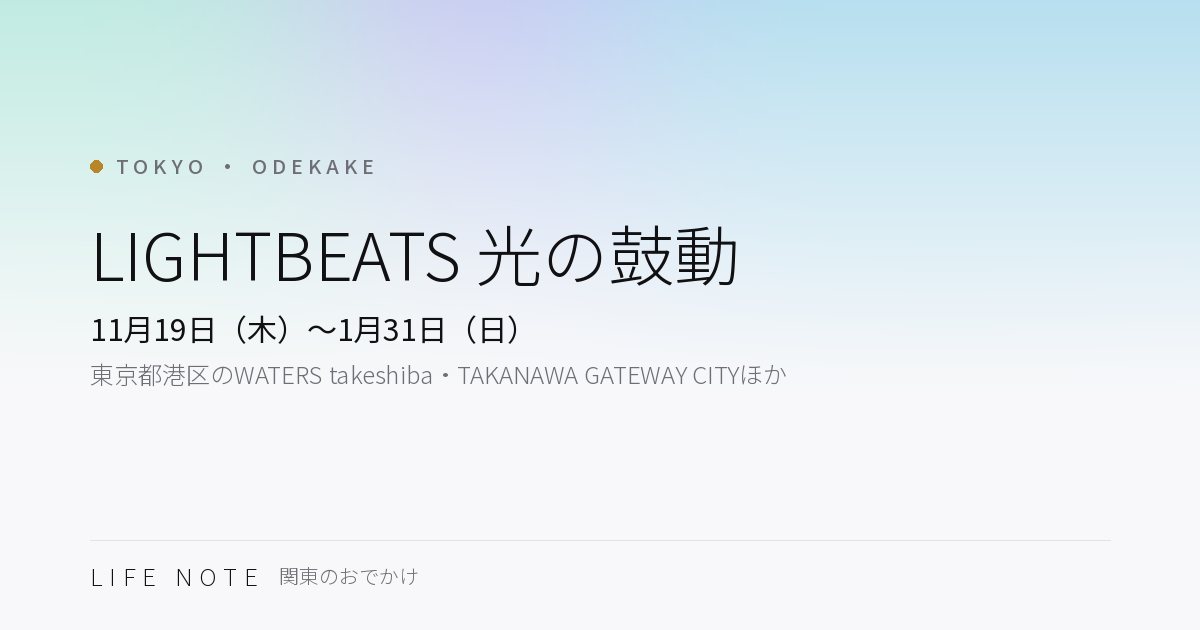 TOKYO ・ ODEKAKE
LIGHTBEATS 光の鼓動
11月19日（木）〜1月31日（日）
東京都港区のWATERS takeshiba・TAKANAWA GATEWAY CITYほか
LIFE NOTE 関東のおでかけ